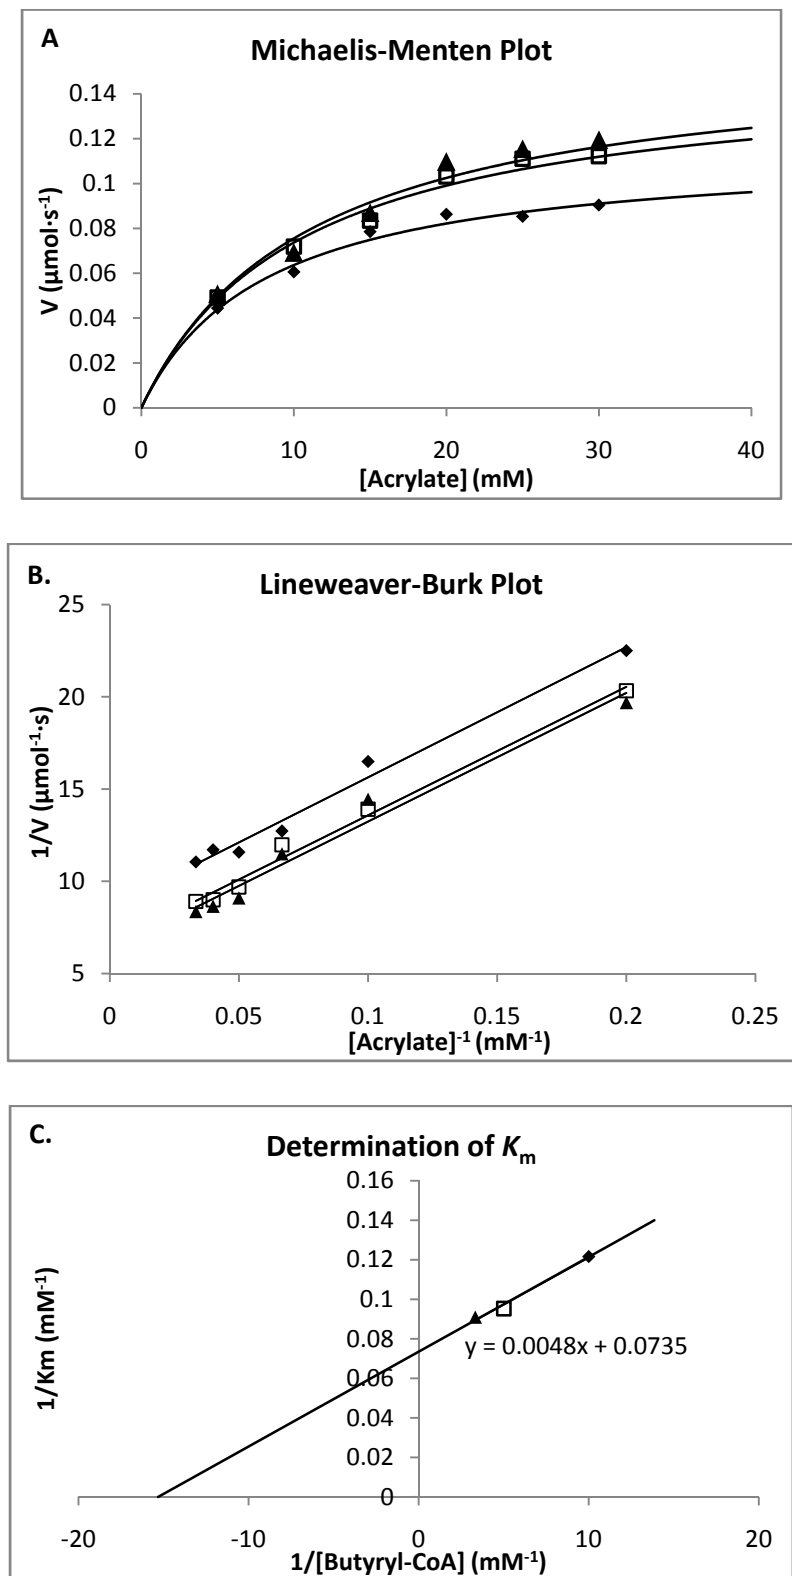 A
Michaelis-Menten Plot
0.14
0.12
0.1
0.08
0.06
0.04
0.02
0
V (µmol·s⁻¹)
0 10 20 30 40
[Acrylate] (mM)
B.
Lineweaver-Burk Plot
25
20
15
10
5
1/V (µmol⁻¹·s)
0 0.05 0.1 0.15 0.2 0.25
[Acrylate]⁻¹ (mM⁻¹)
C.
Determination of Km
0.16
0.14
0.12
0.1
0.08
0.06
0.04
0.02
0
1/Km (mM⁻¹)
y = 0.0048x + 0.0735
-20 -10 0 10 20
1/[Butyryl-CoA] (mM⁻¹)